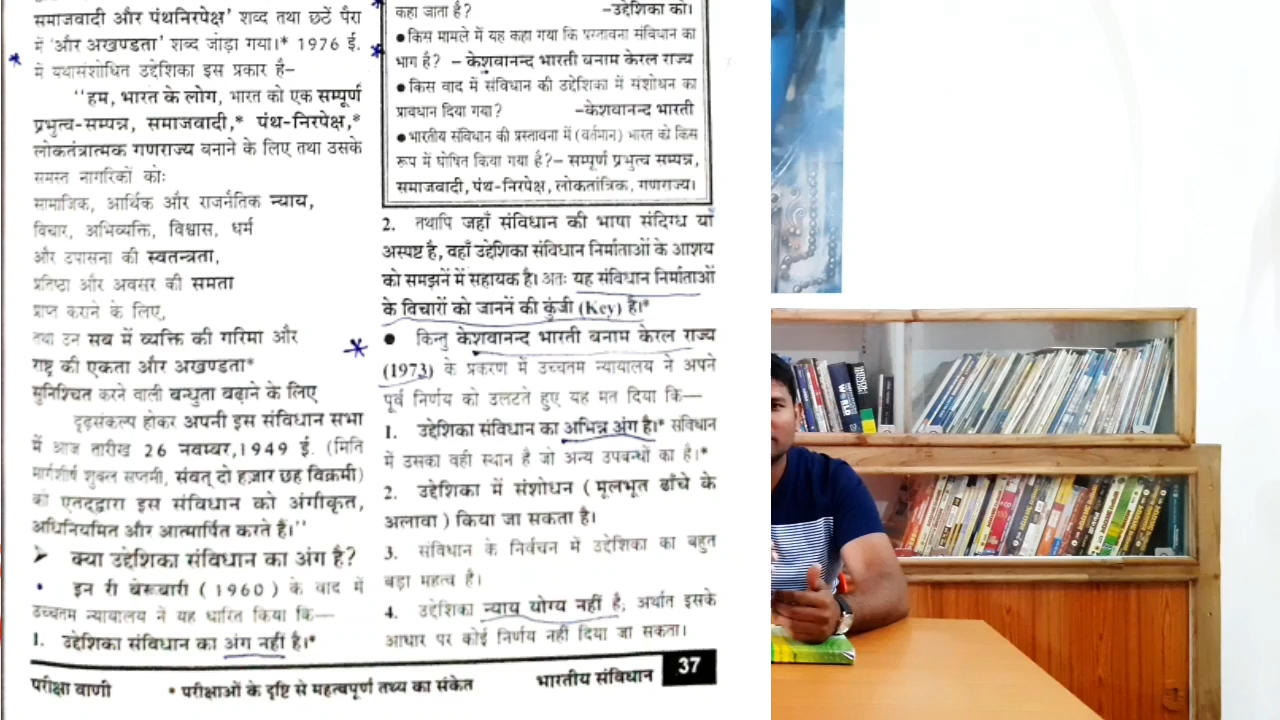 समाजवादी और पंथनिरपेक्ष' शब्द तथा छठें पैरा
में 'और अखण्डता' शब्द जोड़ा गया।* 1976 ई.
में यथासंशोधित उद्देशिका इस प्रकार है–
"हम, भारत के लोग, भारत को एक सम्पूर्ण
प्रभुत्व-सम्पन्न, समाजवादी,* पंथ-निरपेक्ष,*
लोकतंत्रात्मक गणराज्य बनाने के लिए तथा उसके
समस्त नागरिकों कोः
सामाजिक, आर्थिक और राजनैतिक न्याय,
विचार, अभिव्यक्ति, विश्वास, धर्म
और उपासना की स्वतन्त्रता,
प्रतिष्ठा और अवसर की समता
प्राप्त कराने के लिए,
तथा उन सब में व्यक्ति की गरिमा और
राष्ट्र की एकता और अखण्डता*
सुनिश्चित करने वाली बन्धुता बढ़ाने के लिए
दृढ़संकल्प होकर अपनी इस संविधान सभा
में आज तारीख 26 नवम्बर,1949 ई. (मिति
मार्गशीर्ष शुक्ल सप्तमी, संवत् दो हज़ार छह विक्रमी)
को एतद्द्वारा इस संविधान को अंगीकृत,
अधिनियमित और आत्मार्पित करते हैं।''
➤ क्या उद्देशिका संविधान का अंग है?
• इन री बेरूबारी (1960) के वाद में
उच्चतम न्यायालय ने यह धारित किया कि—
1. उद्देशिका संविधान का अंग नहीं है।*
कहा जाता है? –उद्देशिका को।
●किस मामले में यह कहा गया कि प्रस्तावना संविधान का
भाग है? – केशवानन्द भारती बनाम केरल राज्य
●किस वाद में संविधान की उद्देशिका में संशोधन का
प्रावधान दिया गया? –केशवानन्द भारती
●भारतीय संविधान की प्रस्तावना में (वर्तमान) भारत को किस
रूप में घोषित किया गया है?– सम्पूर्ण प्रभुत्व सम्पन्न,
समाजवादी, पंथ-निरपेक्ष, लोकतांत्रिक, गणराज्य।
2. तथापि जहाँ संविधान की भाषा संदिग्ध या
अस्पष्ट है, वहाँ उद्देशिका संविधान निर्माताओं के आशय
को समझनें में सहायक है। अतः यह संविधान निर्माताओं
के विचारों को जाननें की कुंजी (Key) है।*
● किन्तु केशवानन्द भारती बनाम केरल राज्य
(1973) के प्रकरण में उच्चतम न्यायालय ने अपने
पूर्व निर्णय को उलटते हुए यह मत दिया कि—
1. उद्देशिका संविधान का अभिन्न अंग है।* संविधान
में उसका वही स्थान है जो अन्य उपबन्धों का है।*
2. उद्देशिका में संशोधन (मूलभूत ढाँचे के
अलावा) किया जा सकता है।
3. संविधान के निर्वचन में उद्देशिका का बहुत
बड़ा महत्व है।
4. उद्देशिका न्याय योग्य नहीं है, अर्थात इसके
आधार पर कोई निर्णय नहीं दिया जा सकता।
परीक्षा वाणी * परीक्षाओं के दृष्टि से महत्वपूर्ण तथ्य का संकेत भारतीय संविधान 37